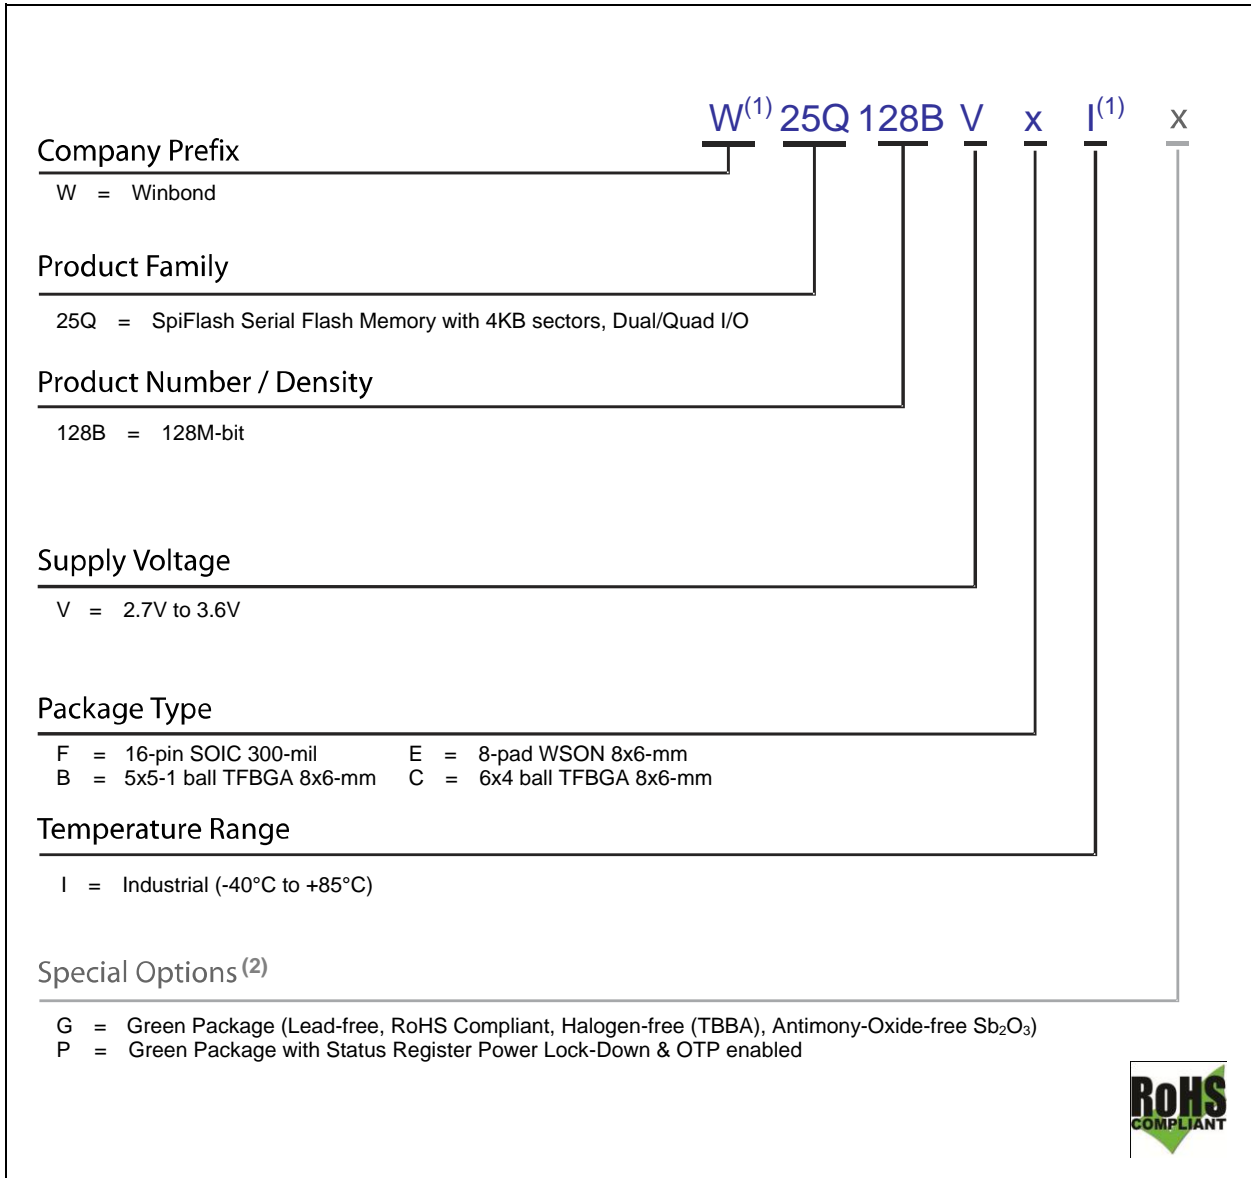 W(1) 25Q 128B V x I(1) x
Company Prefix
W = Winbond
Product Family
25Q = SpiFlash Serial Flash Memory with 4KB sectors, Dual/Quad I/O
Product Number / Density
128B = 128M-bit
Supply Voltage
V = 2.7V to 3.6V
Package Type
F = 16-pin SOIC 300-mil E = 8-pad WSON 8x6-mm
B = 5x5-1 ball TFBGA 8x6-mm C = 6x4 ball TFBGA 8x6-mm
Temperature Range
I = Industrial (-40°C to +85°C)
Special Options (2)
G = Green Package (Lead-free, RoHS Compliant, Halogen-free (TBBA), Antimony-Oxide-free Sb₂O₃)
P = Green Package with Status Register Power Lock-Down & OTP enabled
RoHS
COMPLIANT